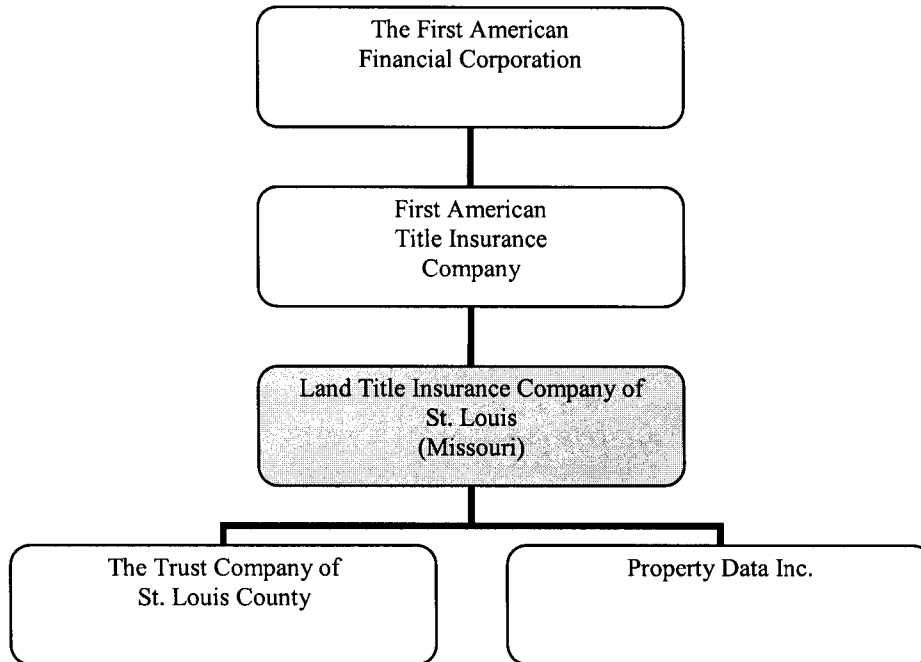 The First American
Financial Corporation
First American
Title Insurance
Company
Land Title Insurance Company of
St. Louis
(Missouri)
The Trust Company of
St. Louis County
Property Data Inc.